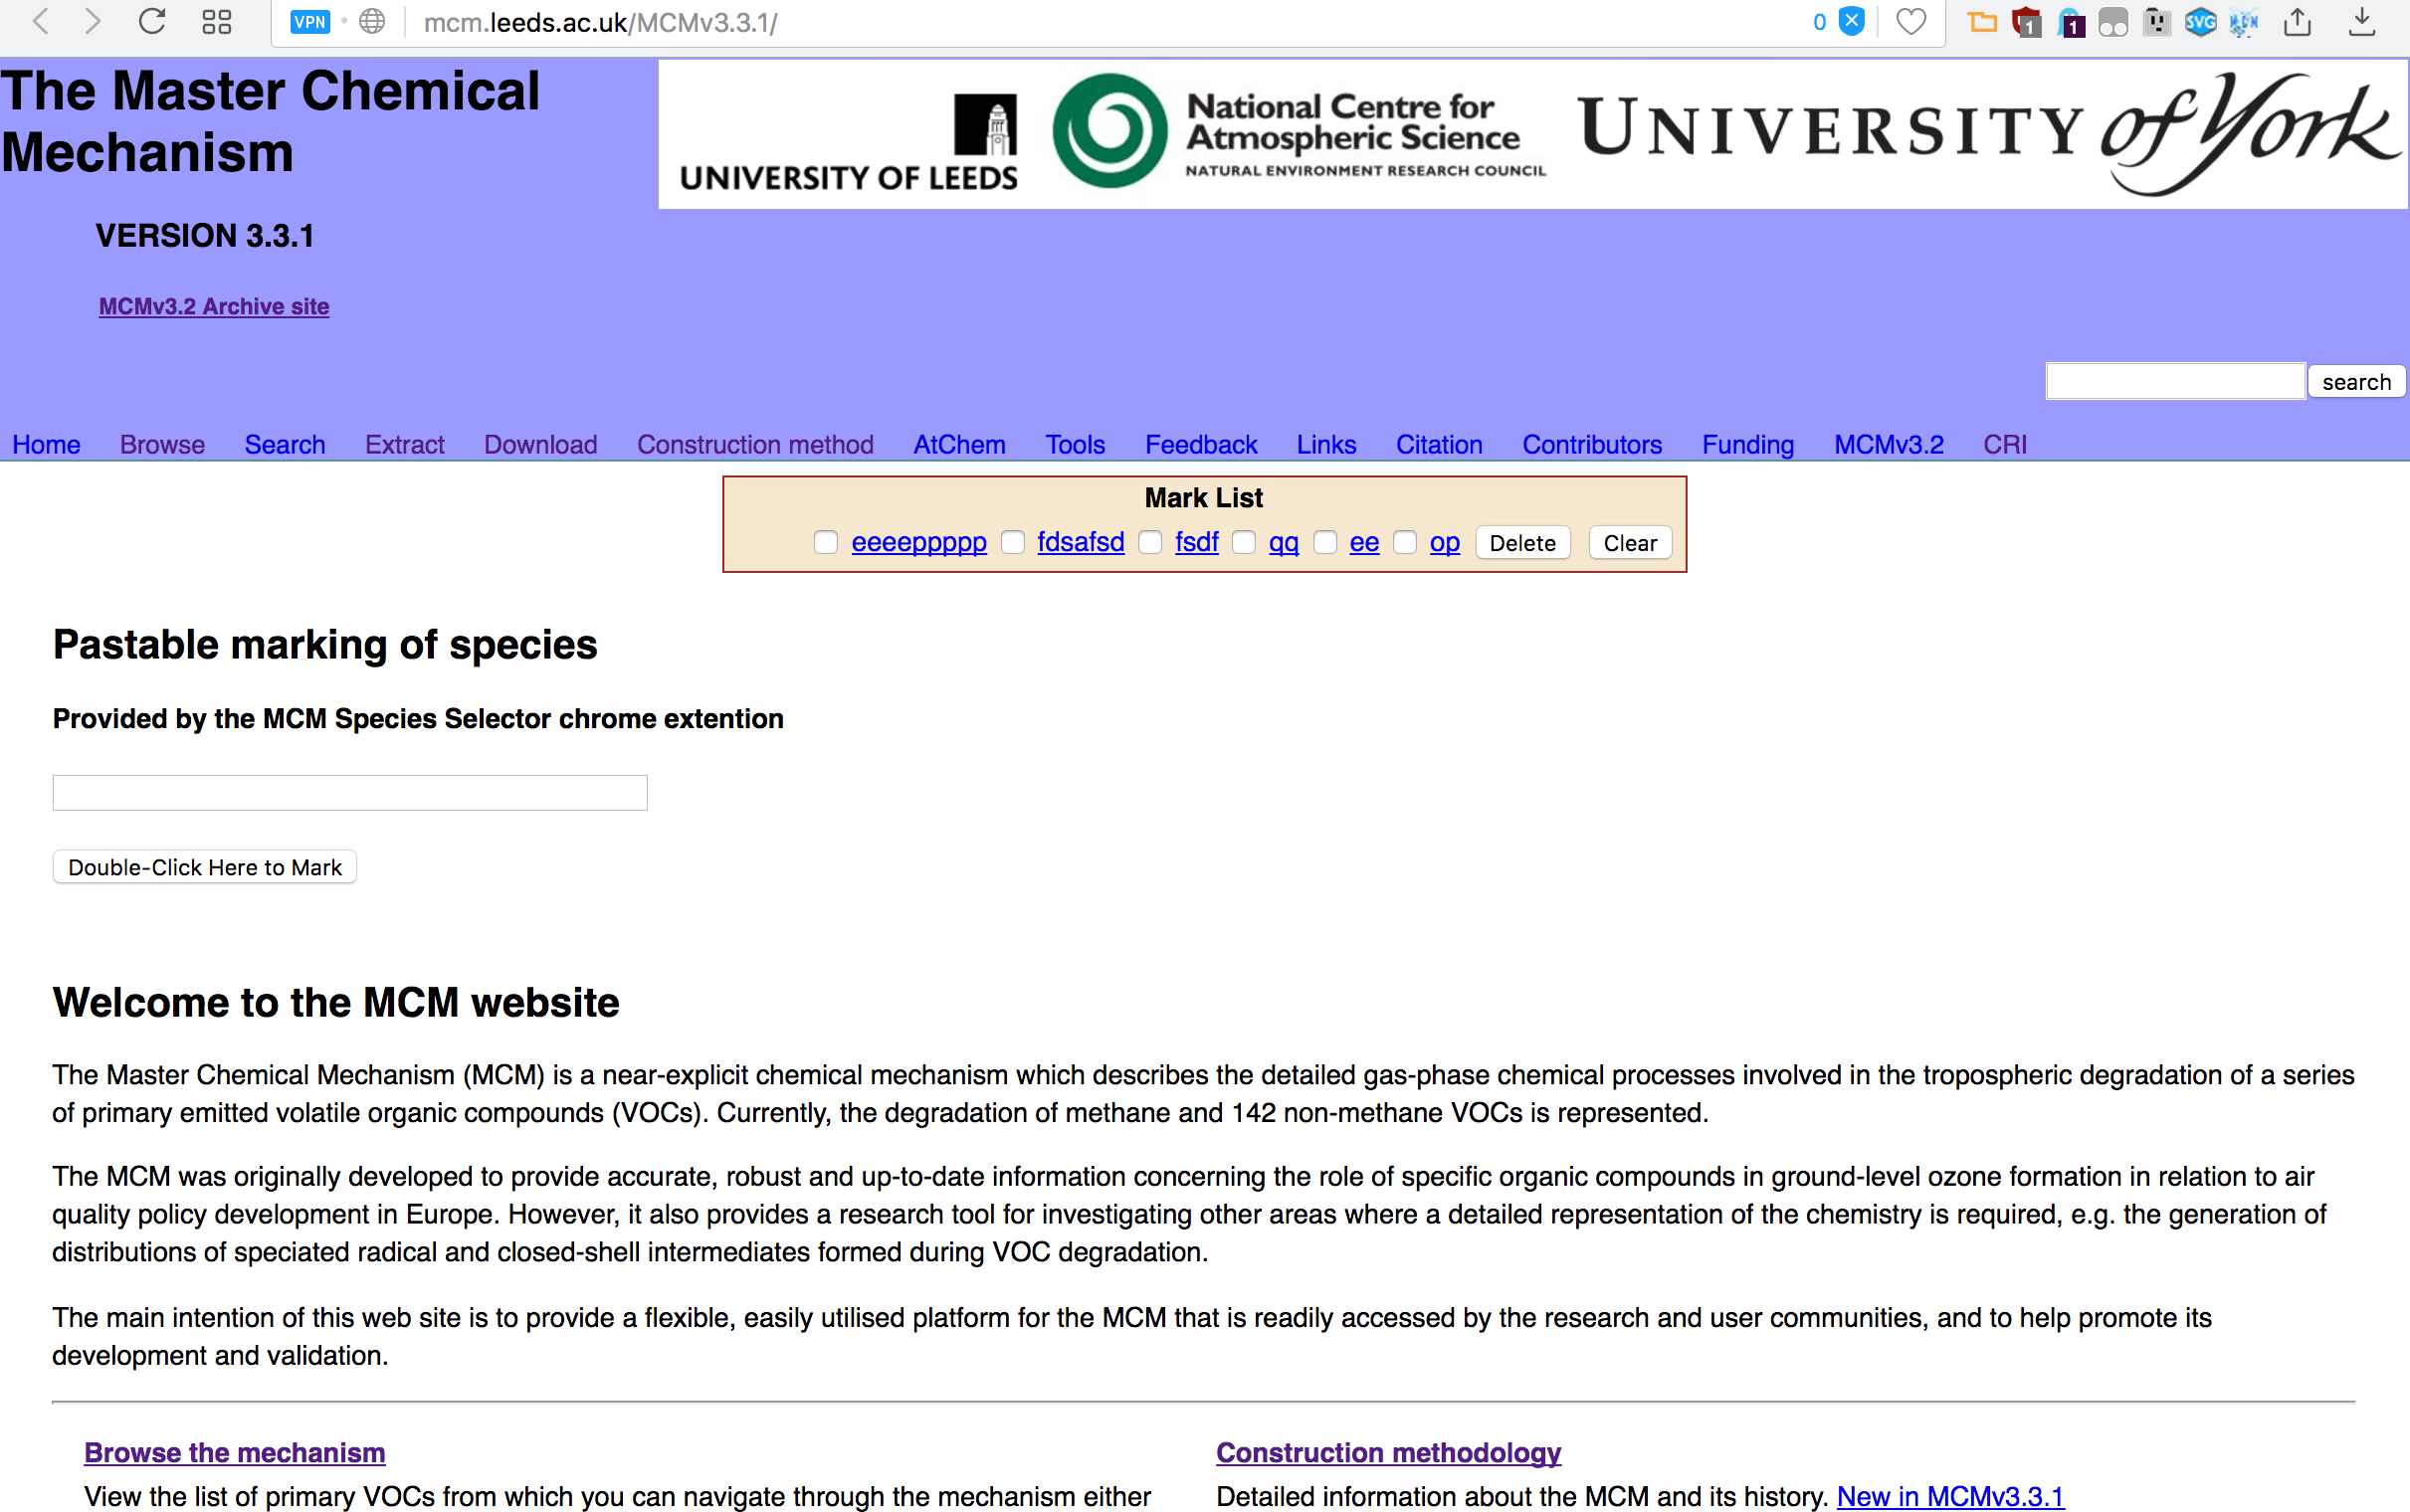 VPN mcm.leeds.ac.uk/MCMv3.3.1/ 0 1 1 SVG MDN
The Master Chemical
Mechanism
UNIVERSITY OF LEEDS
National Centre for
Atmospheric Science
NATURAL ENVIRONMENT RESEARCH COUNCIL
UNIVERSITY of York
VERSION 3.3.1
MCMv3.2 Archive site
search
Home Browse Search Extract Download Construction method AtChem Tools Feedback Links Citation Contributors Funding MCMv3.2 CRI
Mark List
eeeeppppp fdsafsd fsdf qq ee op Delete Clear
Pastable marking of species
Provided by the MCM Species Selector chrome extention
Double-Click Here to Mark
Welcome to the MCM website
The Master Chemical Mechanism (MCM) is a near-explicit chemical mechanism which describes the detailed gas-phase chemical processes involved in the tropospheric degradation of a series
of primary emitted volatile organic compounds (VOCs). Currently, the degradation of methane and 142 non-methane VOCs is represented.
The MCM was originally developed to provide accurate, robust and up-to-date information concerning the role of specific organic compounds in ground-level ozone formation in relation to air
quality policy development in Europe. However, it also provides a research tool for investigating other areas where a detailed representation of the chemistry is required, e.g. the generation of
distributions of speciated radical and closed-shell intermediates formed during VOC degradation.
The main intention of this web site is to provide a flexible, easily utilised platform for the MCM that is readily accessed by the research and user communities, and to help promote its
development and validation.
Browse the mechanism
View the list of primary VOCs from which you can navigate through the mechanism either
Construction methodology
Detailed information about the MCM and its history. New in MCMv3.3.1